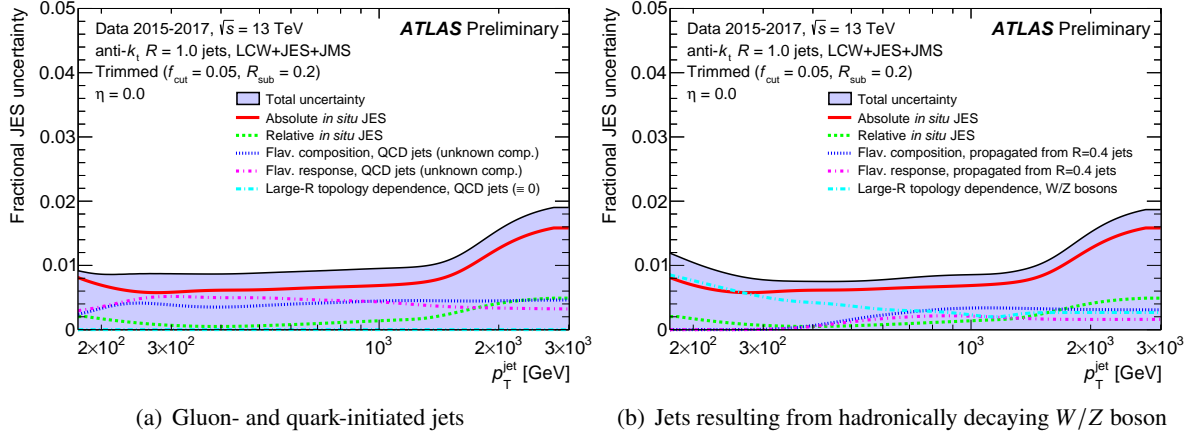 Fractional JES uncertainty
0.05
0.04
0.03
0.02
0.01
0
Data 2015-2017, √s = 13 TeV
ATLAS Preliminary
anti-kt R = 1.0 jets, LCW+JES+JMS
Trimmed (fcut = 0.05, Rsub = 0.2)
η = 0.0
Total uncertainty
Absolute in situ JES
Relative in situ JES
Flav. composition, QCD jets (unknown comp.)
Flav. response, QCD jets (unknown comp.)
Large-R topology dependence, QCD jets (≡ 0)
2×10² 3×10² 10³ 2×10³ 3×10³
pTjet [GeV]
(a) Gluon- and quark-initiated jets
Fractional JES uncertainty
0.05
0.04
0.03
0.02
0.01
0
Data 2015-2017, √s = 13 TeV
ATLAS Preliminary
anti-kt R = 1.0 jets, LCW+JES+JMS
Trimmed (fcut = 0.05, Rsub = 0.2)
η = 0.0
Total uncertainty
Absolute in situ JES
Relative in situ JES
Flav. composition, propagated from R=0.4 jets
Flav. response, propagated from R=0.4 jets
Large-R topology dependence, W/Z bosons
2×10² 3×10² 10³ 2×10³ 3×10³
pTjet [GeV]
(b) Jets resulting from hadronically decaying W/Z boson